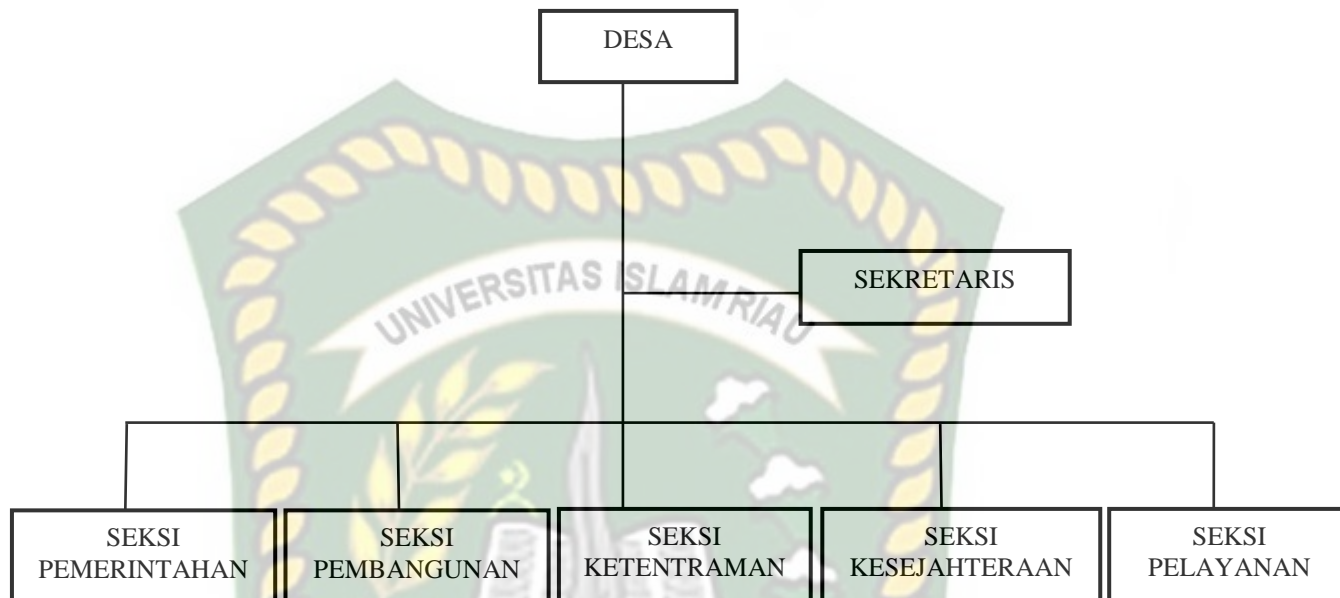 DESA
UNIVERSITAS ISLAM RIAU
SEKRETARIS
SEKSI
PEMERINTAHAN
SEKSI
PEMBANGUNAN
SEKSI
KETENTRAMAN
SEKSI
KESEJAHTERAAN
SEKSI
PELAYANAN